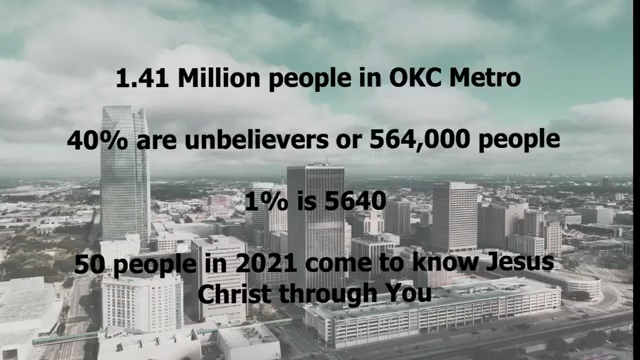 1.41 Million people in OKC Metro
40% are unbelievers or 564,000 people
1% is 5640
50 people in 2021 come to know Jesus
Christ through You